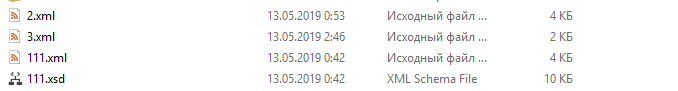 2.xml 13.05.2019 0:53 Исходный файл ... 4 КБ
3.xml 13.05.2019 2:46 Исходный файл ... 2 КБ
111.xml 13.05.2019 0:42 Исходный файл ... 4 КБ
111.xsd 13.05.2019 0:42 XML Schema File 10 КБ